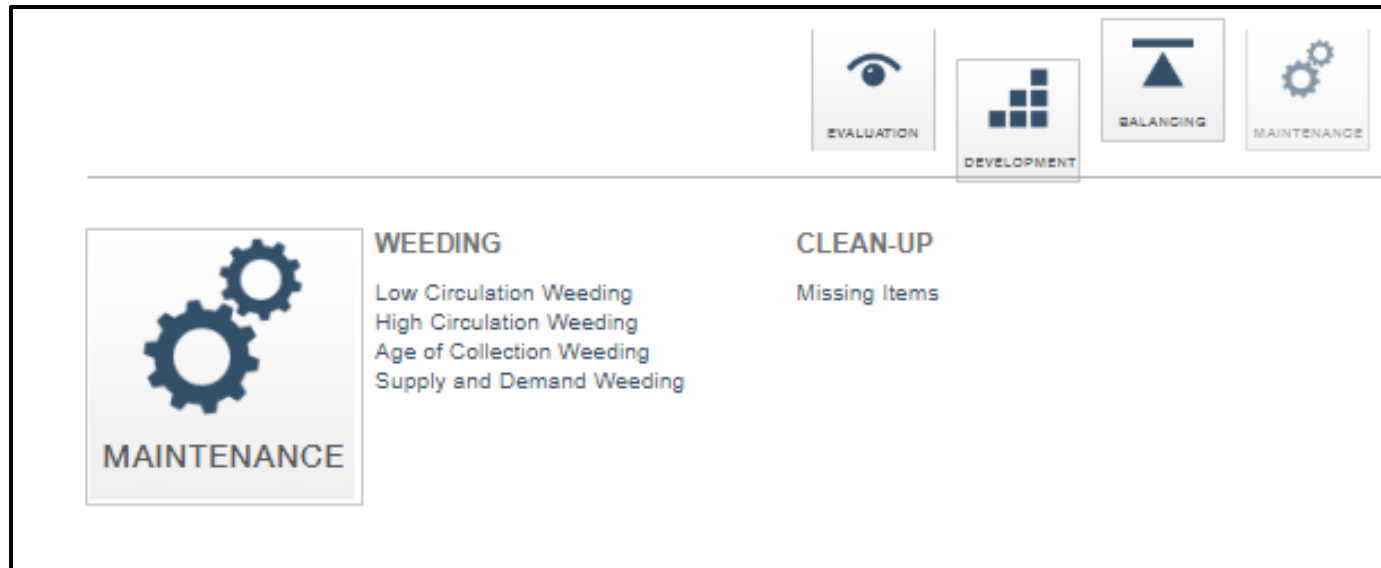 EVALUATION
DEVELOPMENT
BALANCING
MAINTENANCE
MAINTENANCE
WEEDING
Low Circulation Weeding
High Circulation Weeding
Age of Collection Weeding
Supply and Demand Weeding
CLEAN-UP
Missing Items